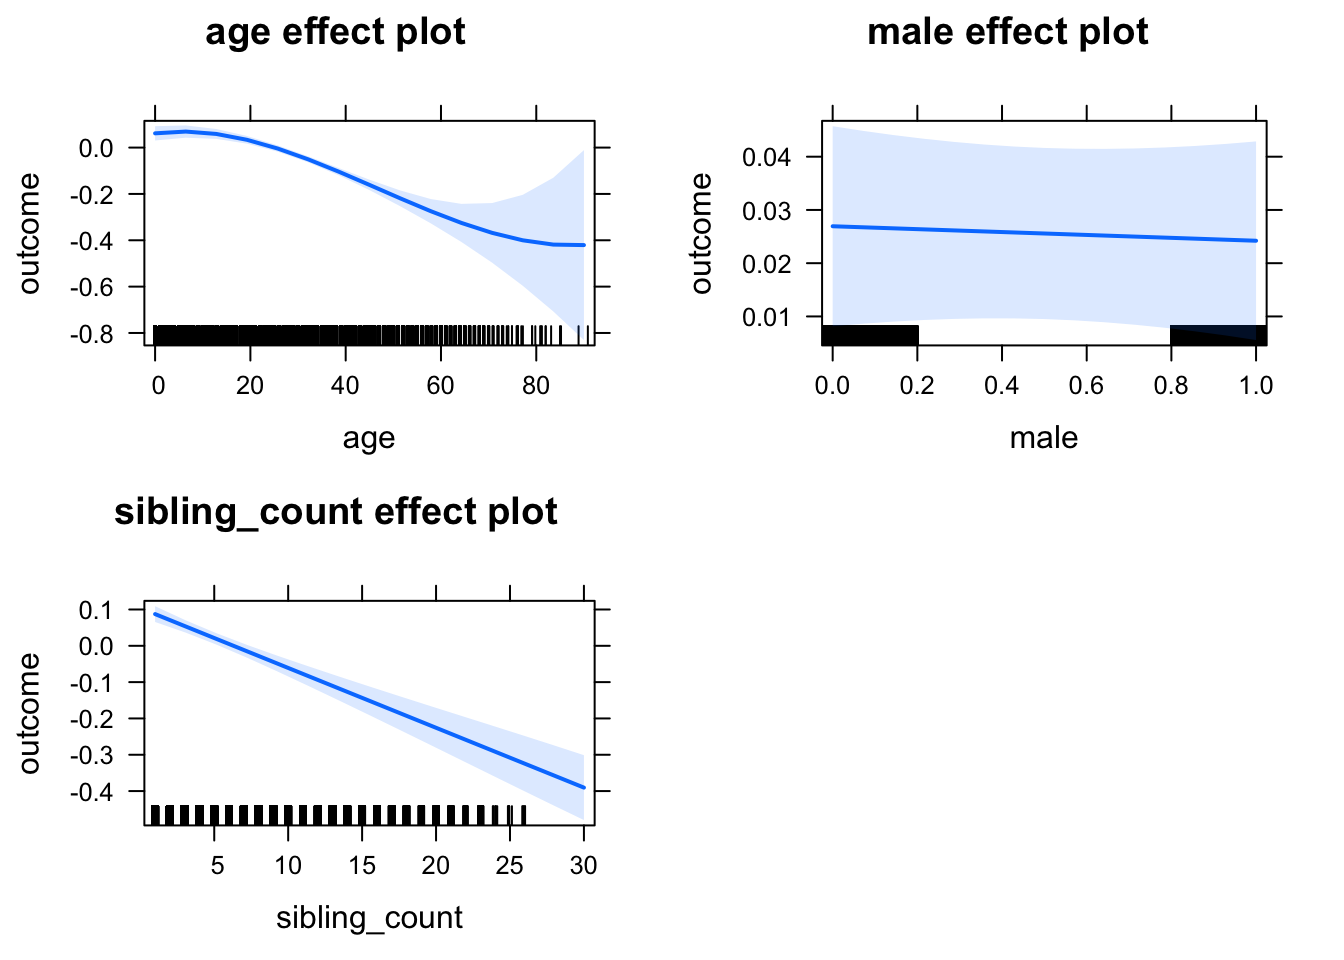 age effect plot
outcome
0.0
-0.2
-0.4
-0.6
-0.8
0 20 40 60 80
age
male effect plot
outcome
0.04
0.03
0.02
0.01
0.0 0.2 0.4 0.6 0.8 1.0
male
sibling_count effect plot
outcome
0.1
0.0
-0.1
-0.2
-0.3
-0.4
5 10 15 20 25 30
sibling_count